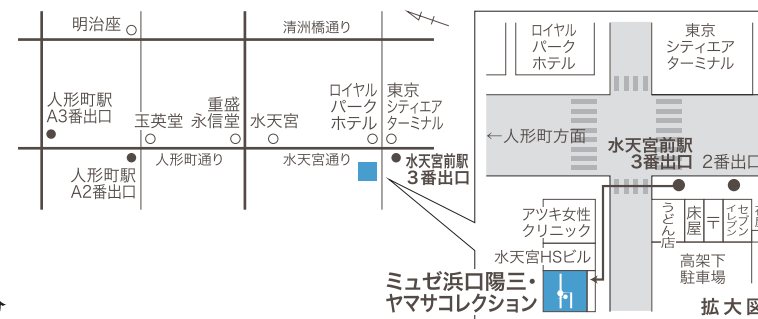 明治座
清洲橋通り
人形町駅
A3番出口
玉英堂
重盛
永信堂
水天宮
ロイヤル
パーク
ホテル
東京
シティエア
ターミナル
人形町通り
水天宮通り
人形町駅
A2番出口
水天宮前駅
3番出口
ロイヤル
パーク
ホテル
東京
シティエア
ターミナル
←人形町方面
水天宮前駅
3番出口
2番出口
アツキ女性
クリニック
水天宮HSビル
うどん店
床屋
〒
セブン
イレブン
高架下
駐車場
ミュゼ浜口陽三・
ヤマサコレクション
拡大図